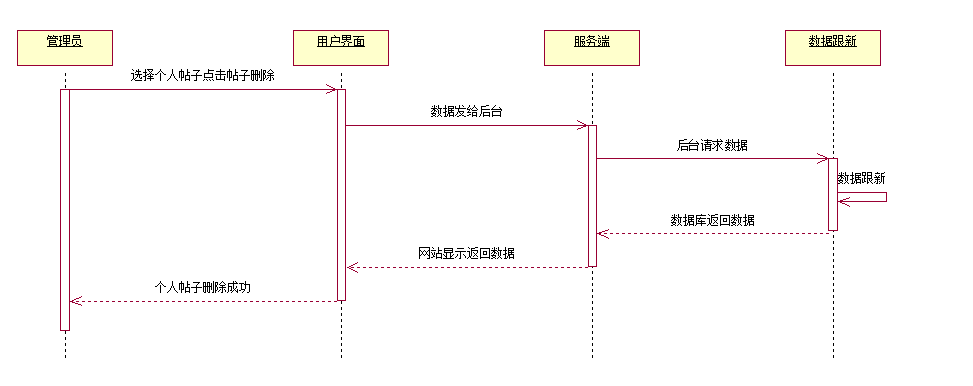 管理员
用户界面
服务端
数据跟新
选择个人帖子点击帖子删除
数据发给后台
后台请求数据
数据跟新
数据库返回数据
网站显示返回数据
个人帖子删除成功